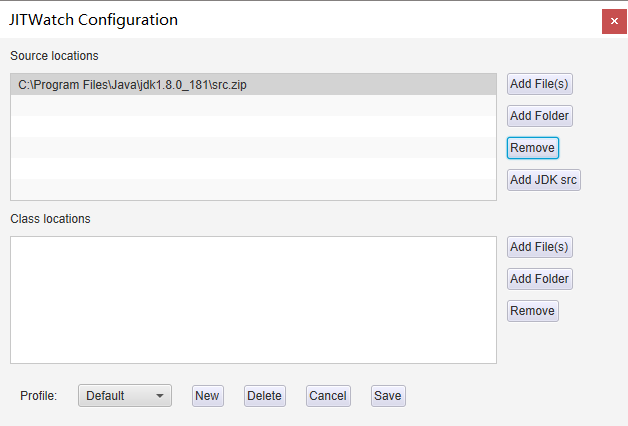 JITWatch Configuration
×
Source locations
C:\Program Files\Java\jdk1.8.0_181\src.zip
Add File(s)
Add Folder
Remove
Add JDK src
Class locations
Add File(s)
Add Folder
Remove
Profile: Default New Delete Cancel Save